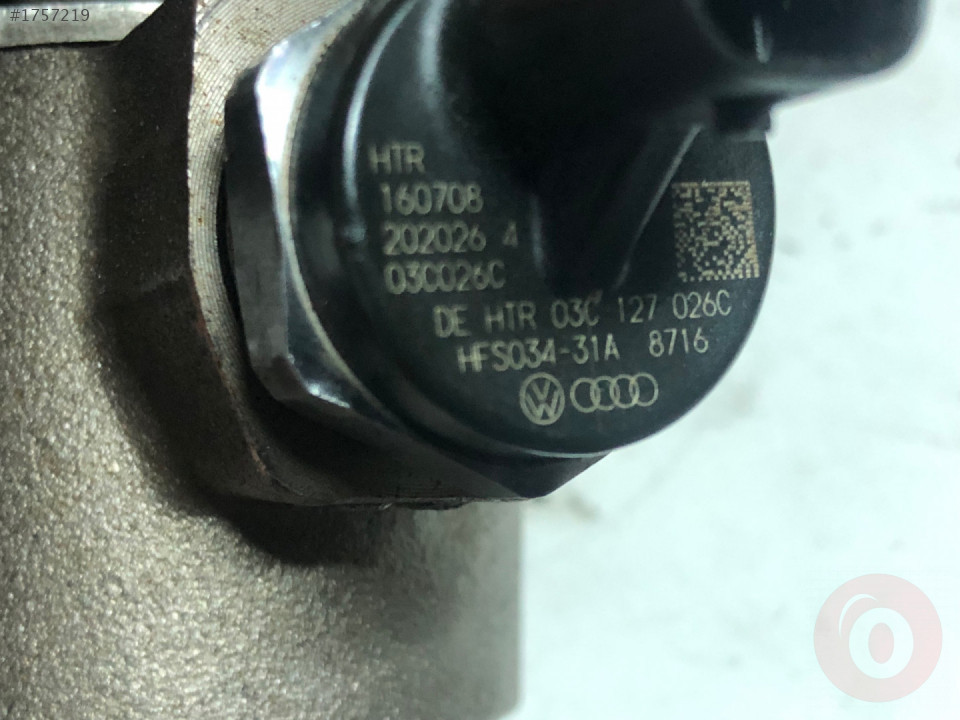 #1757219
HTR
160708
202026 4
03C026C
DE HTR 03C 127 026C
HFS034-31A 8716